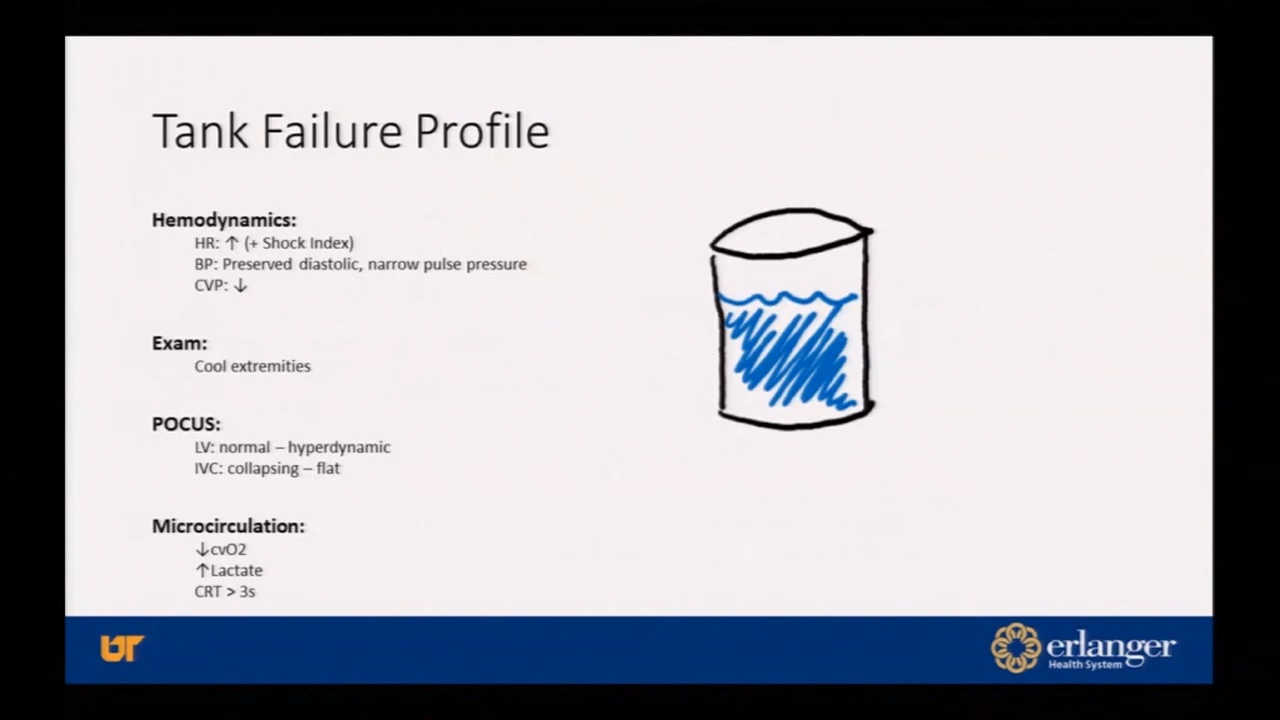 Tank Failure Profile
Hemodynamics:
HR: ↑ (+ Shock Index)
BP: Preserved diastolic, narrow pulse pressure
CVP: ↓
Exam:
Cool extremities
POCUS:
LV: normal – hyperdynamic
IVC: collapsing – flat
Microcirculation:
↓cvO2
↑Lactate
CRT > 3s
UT
erlanger
Health System